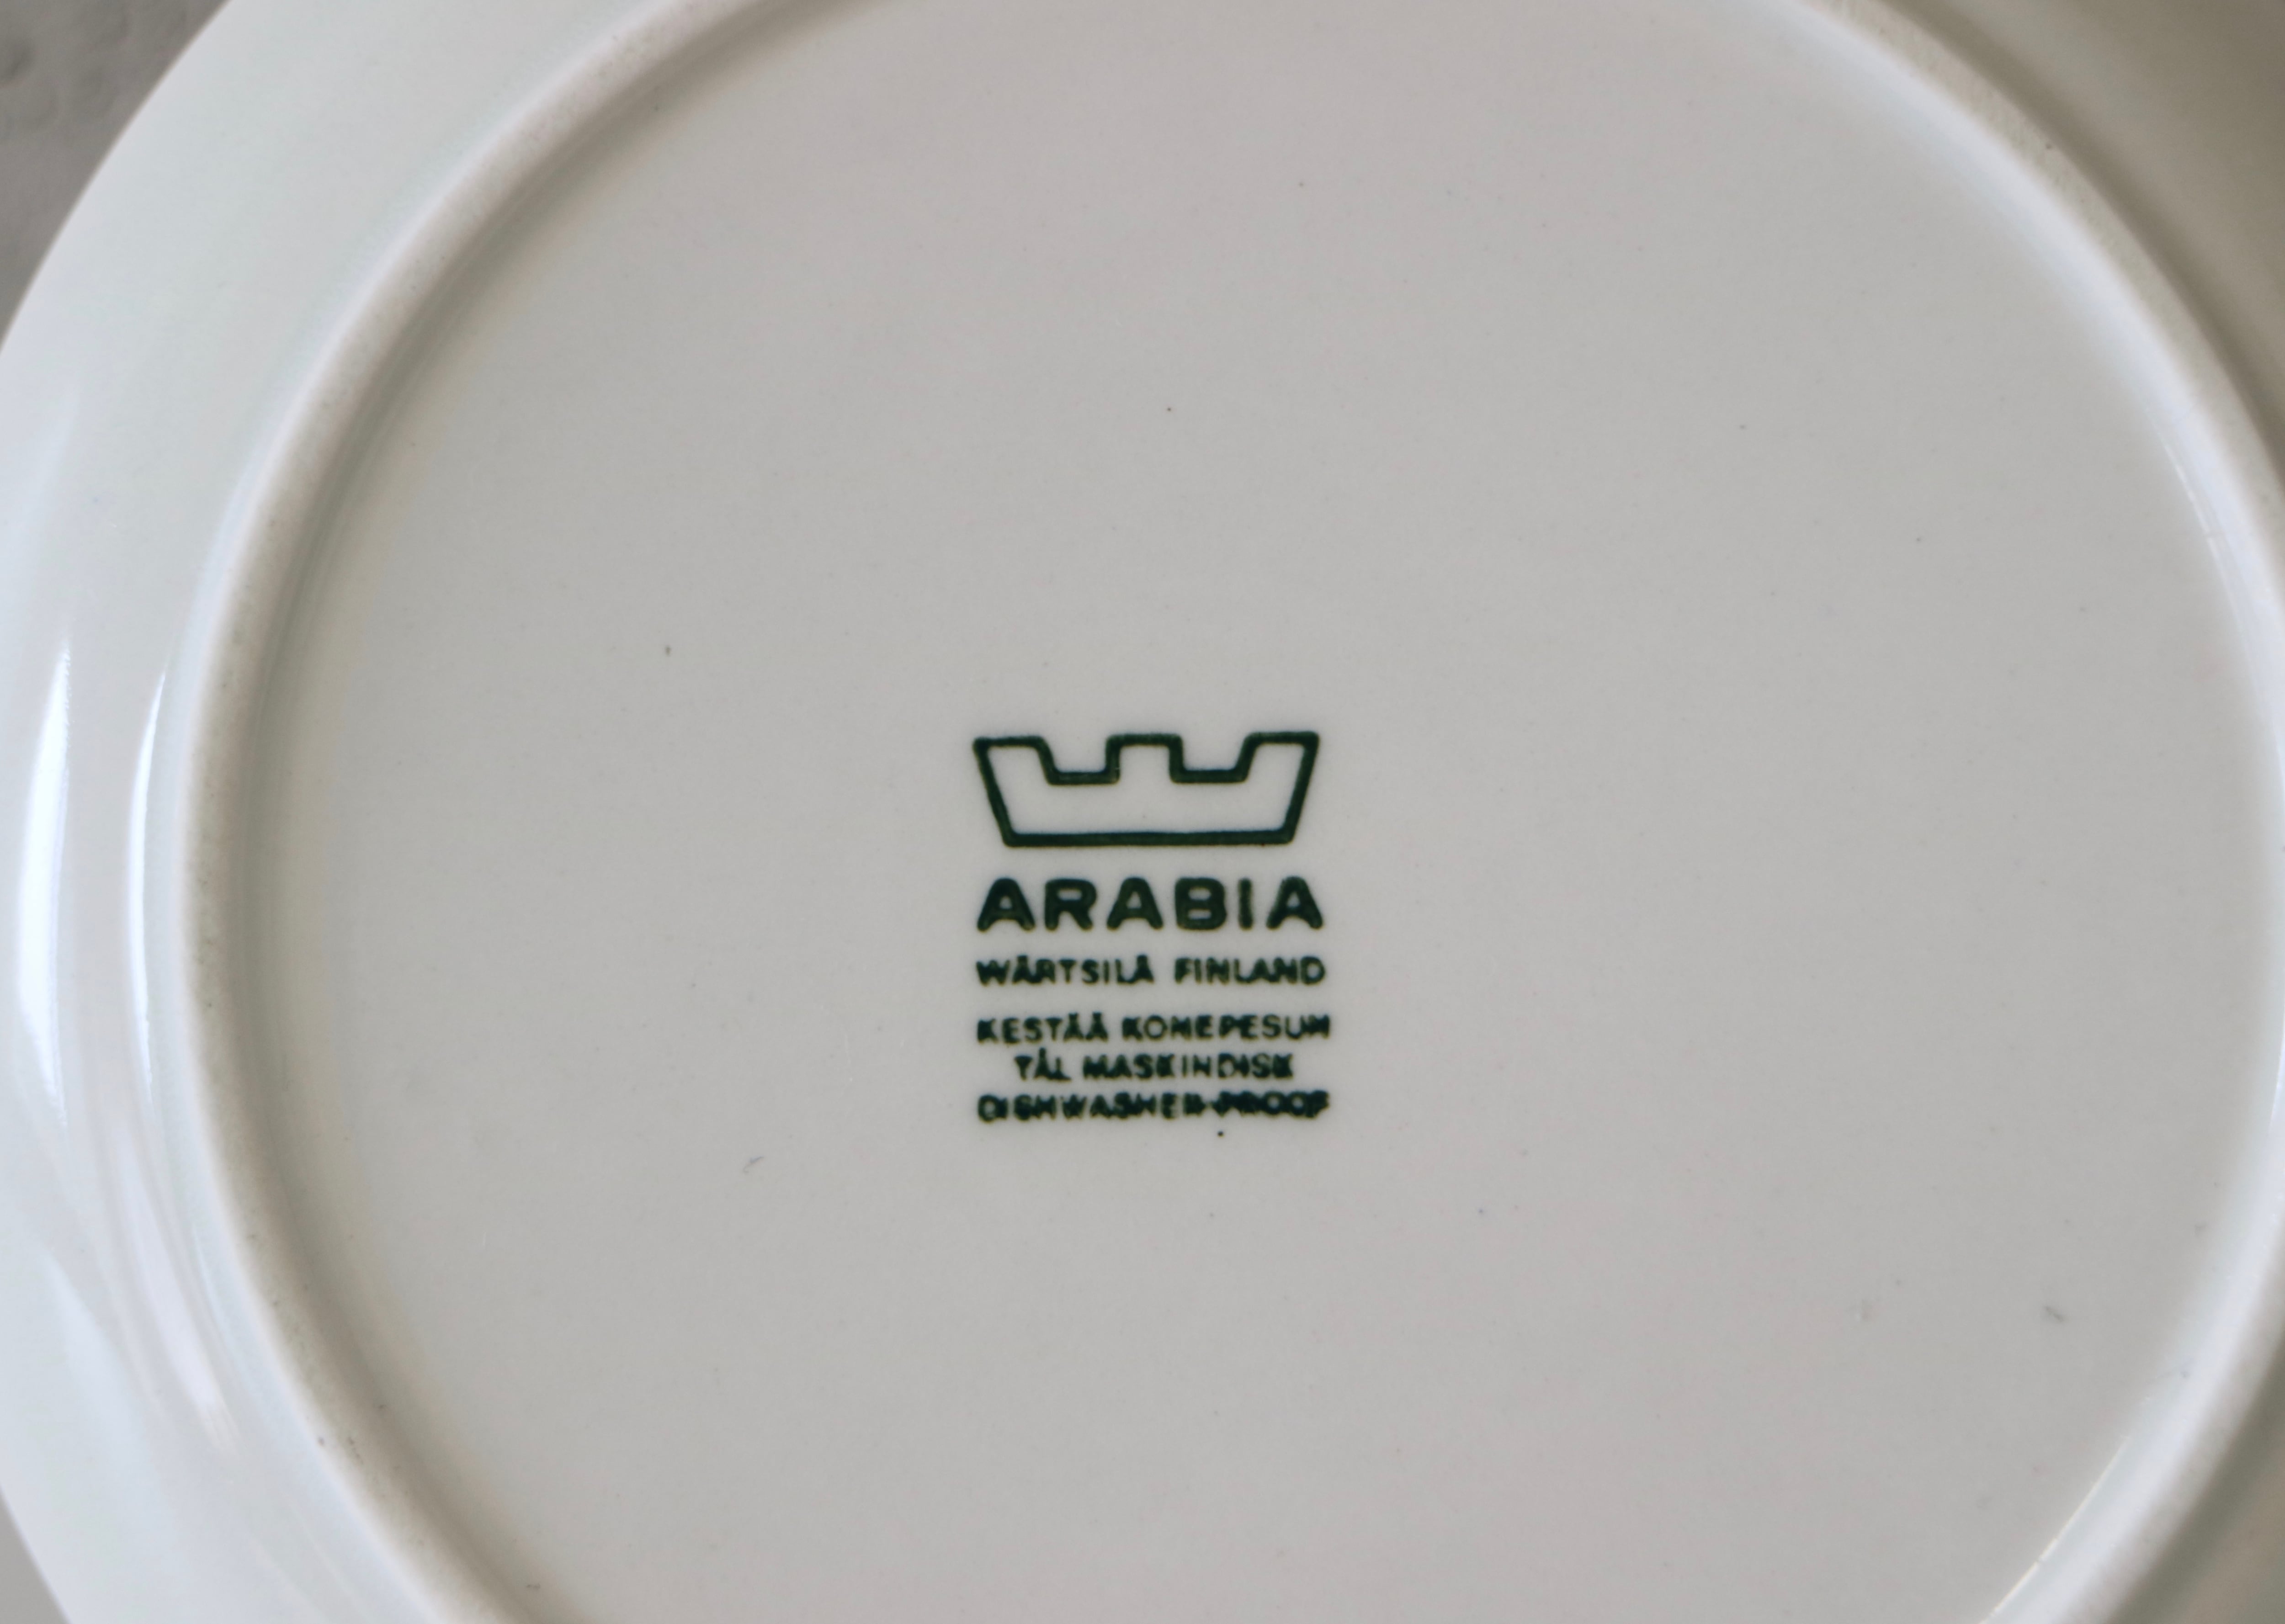 ARABIA
WÄRTSILÄ FINLAND
KESTÄÄ KONEPESUN
TÅL MASKINDISK
DISHWASHER-PROOF